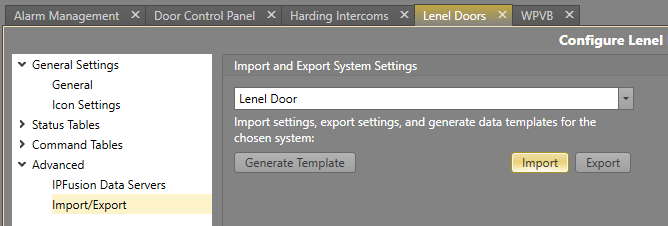 Alarm Management Door Control Panel Harding Intercoms Lenel Doors WPVB
Configure Lenel
General Settings
General
Icon Settings
Status Tables
Command Tables
Advanced
IPFusion Data Servers
Import/Export
Import and Export System Settings
Lenel Door
Import settings, export settings, and generate data templates for the
chosen system:
Generate Template Import Export